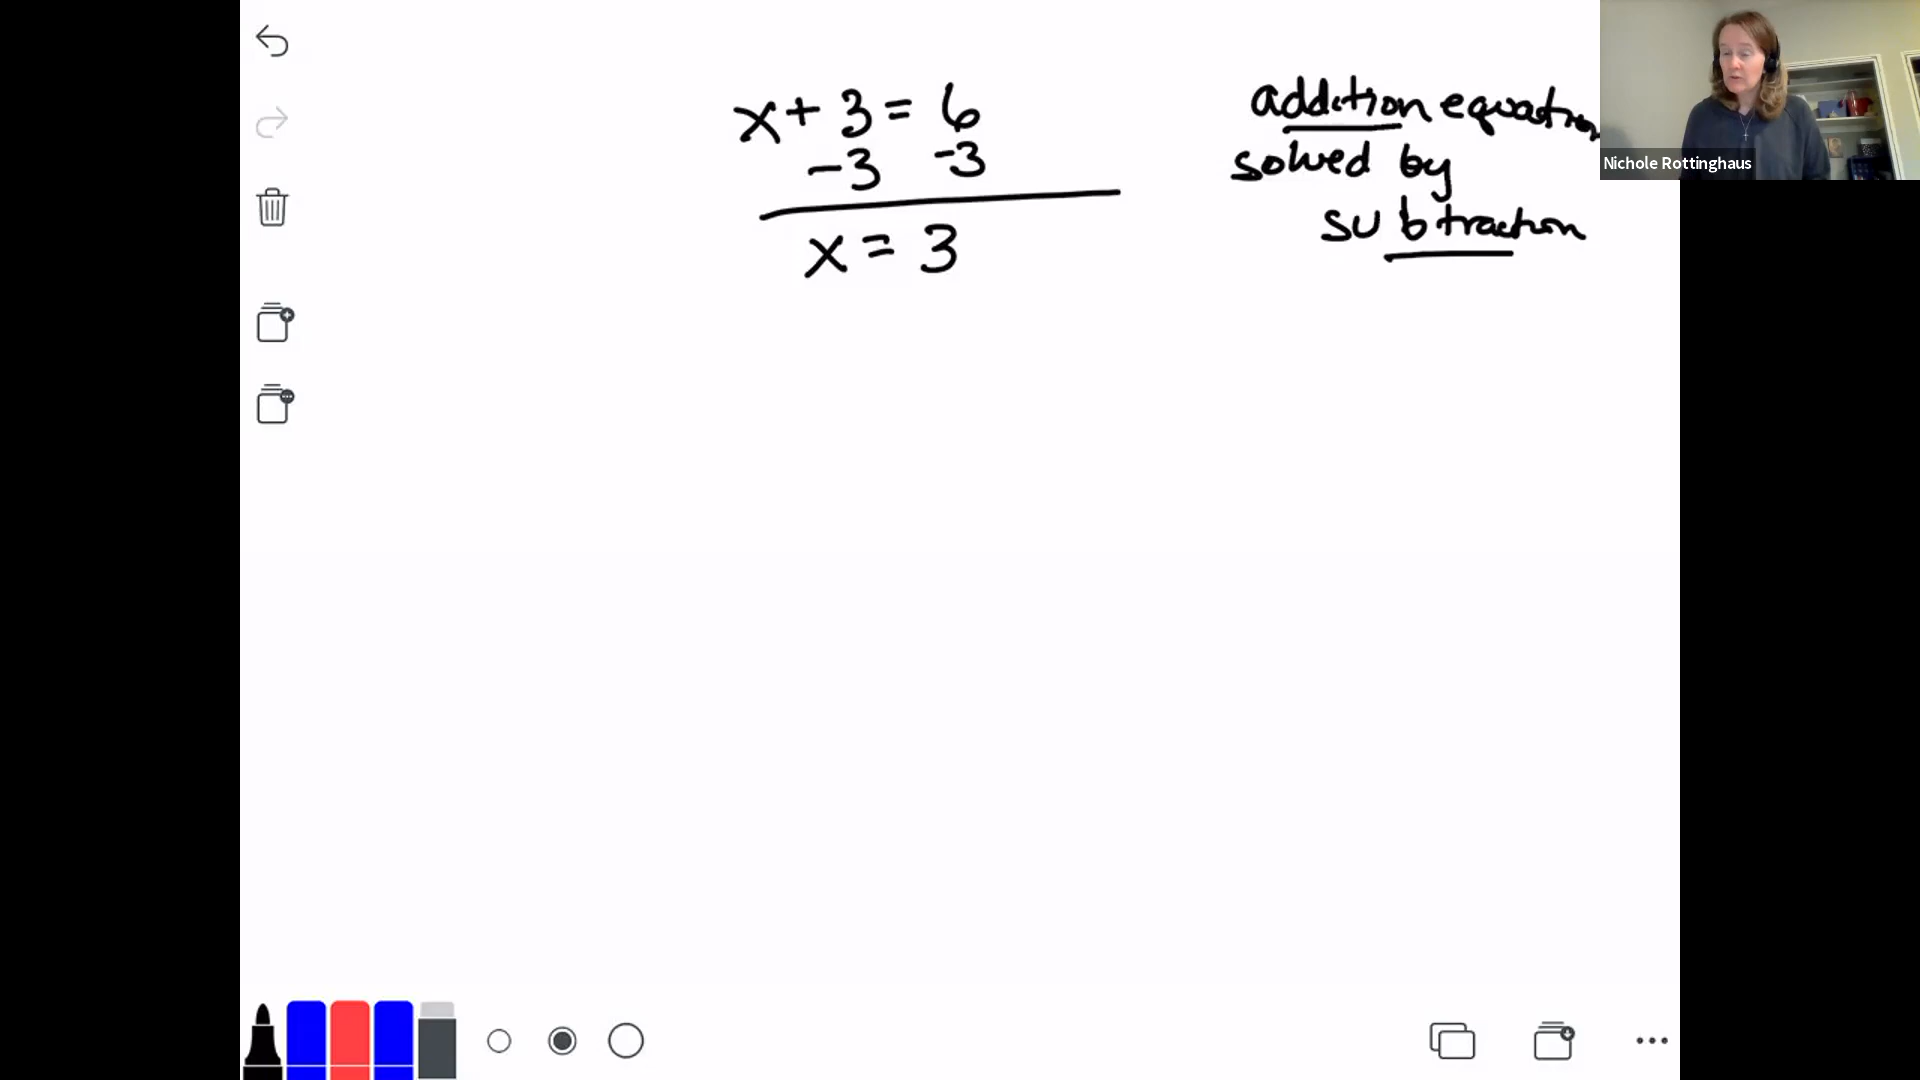 x + 3 = 6
-3 -3
x = 3
addition equation
solved by
subtraction
Nichole Rottinghaus